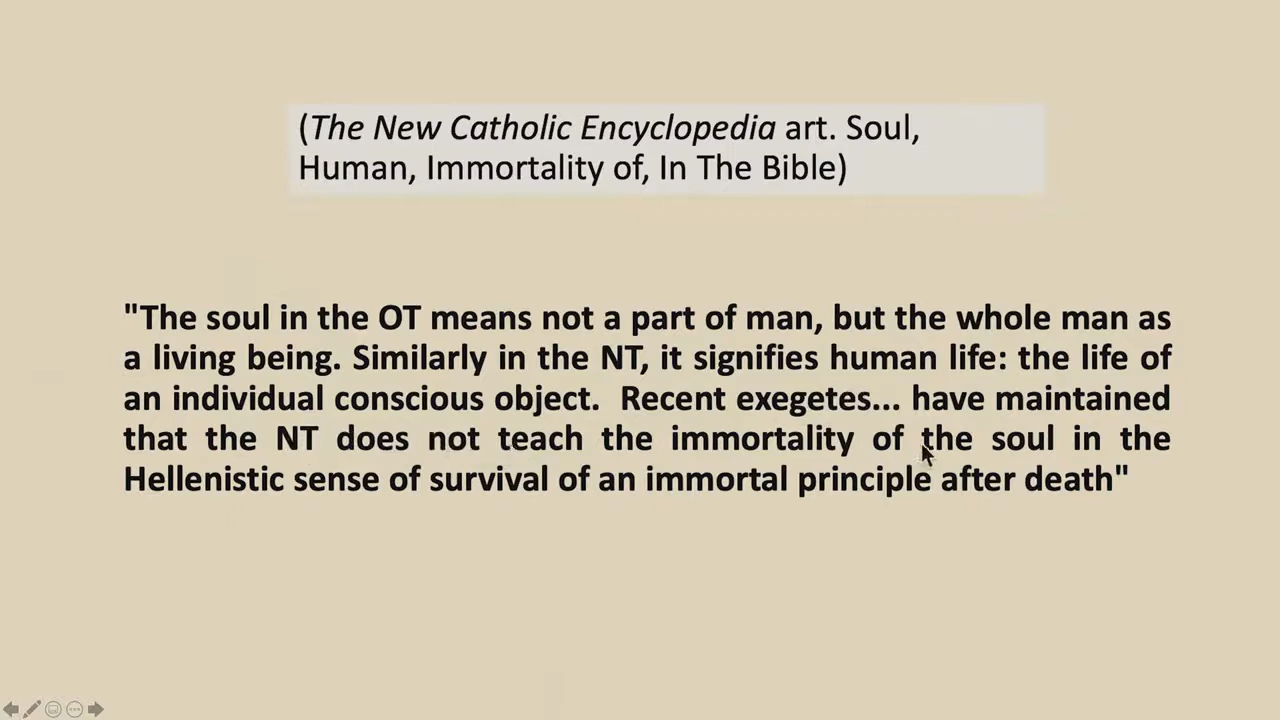 (The New Catholic Encyclopedia art. Soul,
Human, Immortality of, In The Bible)
"The soul in the OT means not a part of man, but the whole man as
a living being. Similarly in the NT, it signifies human life: the life of
an individual conscious object.  Recent exegetes... have maintained
that the NT does not teach the immortality of the soul in the
Hellenistic sense of survival of an immortal principle after death"